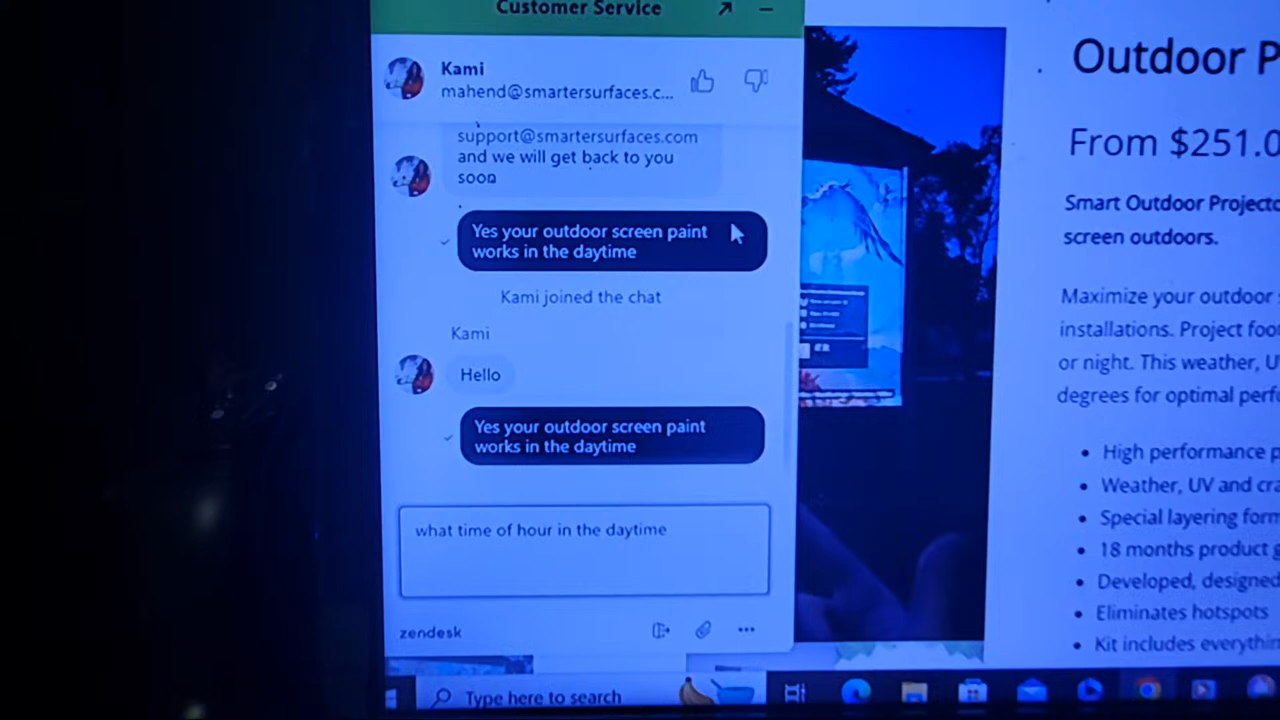 Customer Service
Kami
mahend@smartersurfaces.c...
support@smartersurfaces.com
and we will get back to you
soon
Yes your outdoor screen paint
works in the daytime
Kami joined the chat
Kami
Hello
Yes your outdoor screen paint
works in the daytime
what time of hour in the daytime
zendesk
Type here to search
Outdoor P
From $251.0
Smart Outdoor Projecto
screen outdoors.
Maximize your outdoor
installations. Project foot
or night. This weather, U
degrees for optimal perfo
• High performance p
• Weather, UV and cra
• Special layering form
• 18 months product g
• Developed, designed
• Eliminates hotspots
• Kit includes everythin